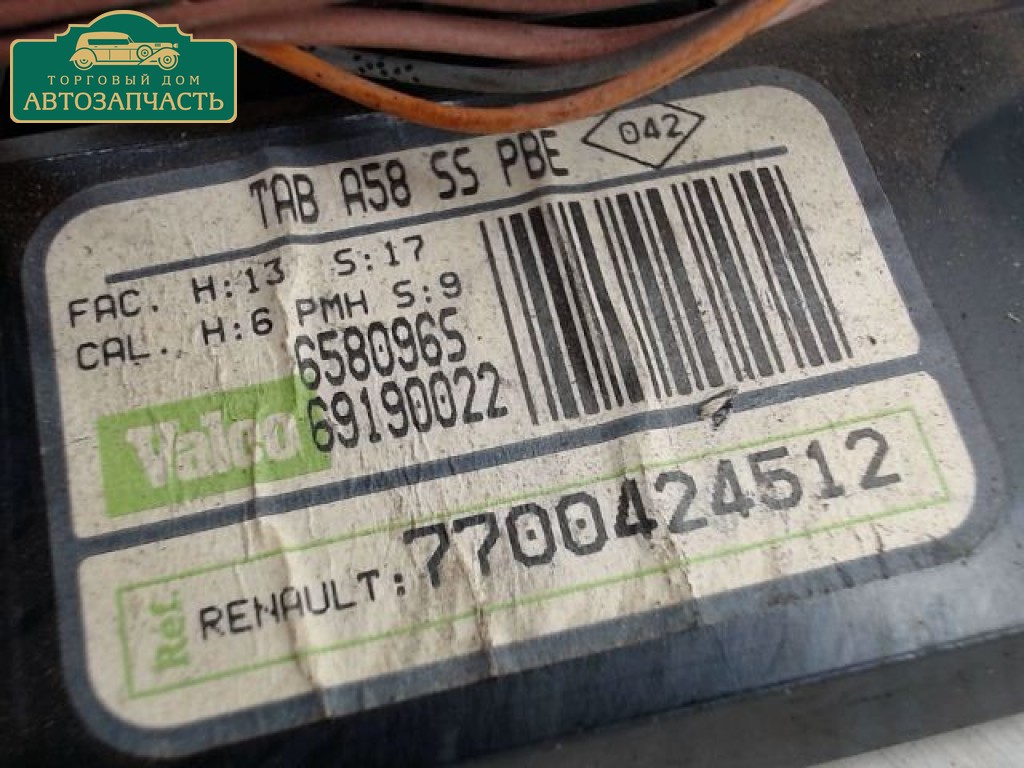 ТОРГОВЫЙ ДОМ
АВТОЗАПЧАСТЬ
TAB A58 SS PBE 042
FAC. H:13 S:17
CAL. H:6 PMH S:9
6580965
69190022
Valeo
Ref. RENAULT: 7700424512